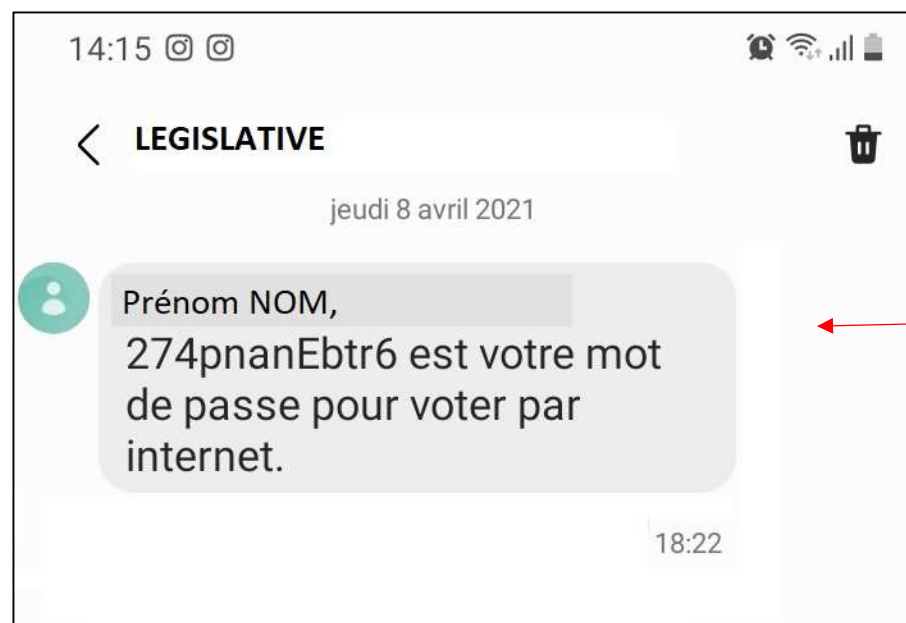 14:15
LEGISLATIVE
jeudi 8 avril 2021
Prénom NOM,
274pnanEbtr6 est votre mot
de passe pour voter par
internet.
18:22